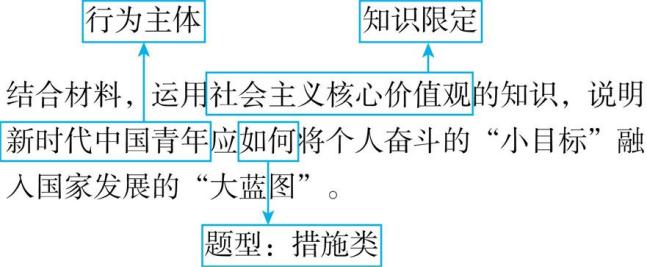 行为主体 知识限定
结合材料，运用社会主义核心价值观的知识，说明
新时代中国青年应如何将个人奋斗的“小目标”融
入国家发展的“大蓝图”。
题型：措施类